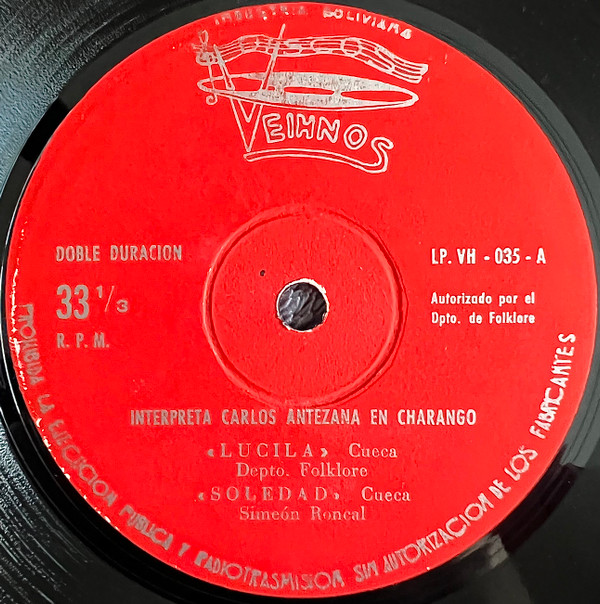 INDUSTRIA BOLIVIANA
VEIHNOS
DOBLE DURACION
33 1/3
R. P. M.
LP. VH - 035 - A
Autorizado por el
Dpto. de Folklore
INTERPRETA CARLOS ANTEZANA EN CHARANGO
«LUCILA» Cueca
Depto. Folklore
«SOLEDAD» Cueca
Simeón Roncal
PROHIBIDA LA EJECUCION PUBLICA Y RADIOTRASMISION SIN AUTORIZACION DE LOS FABRICANTES